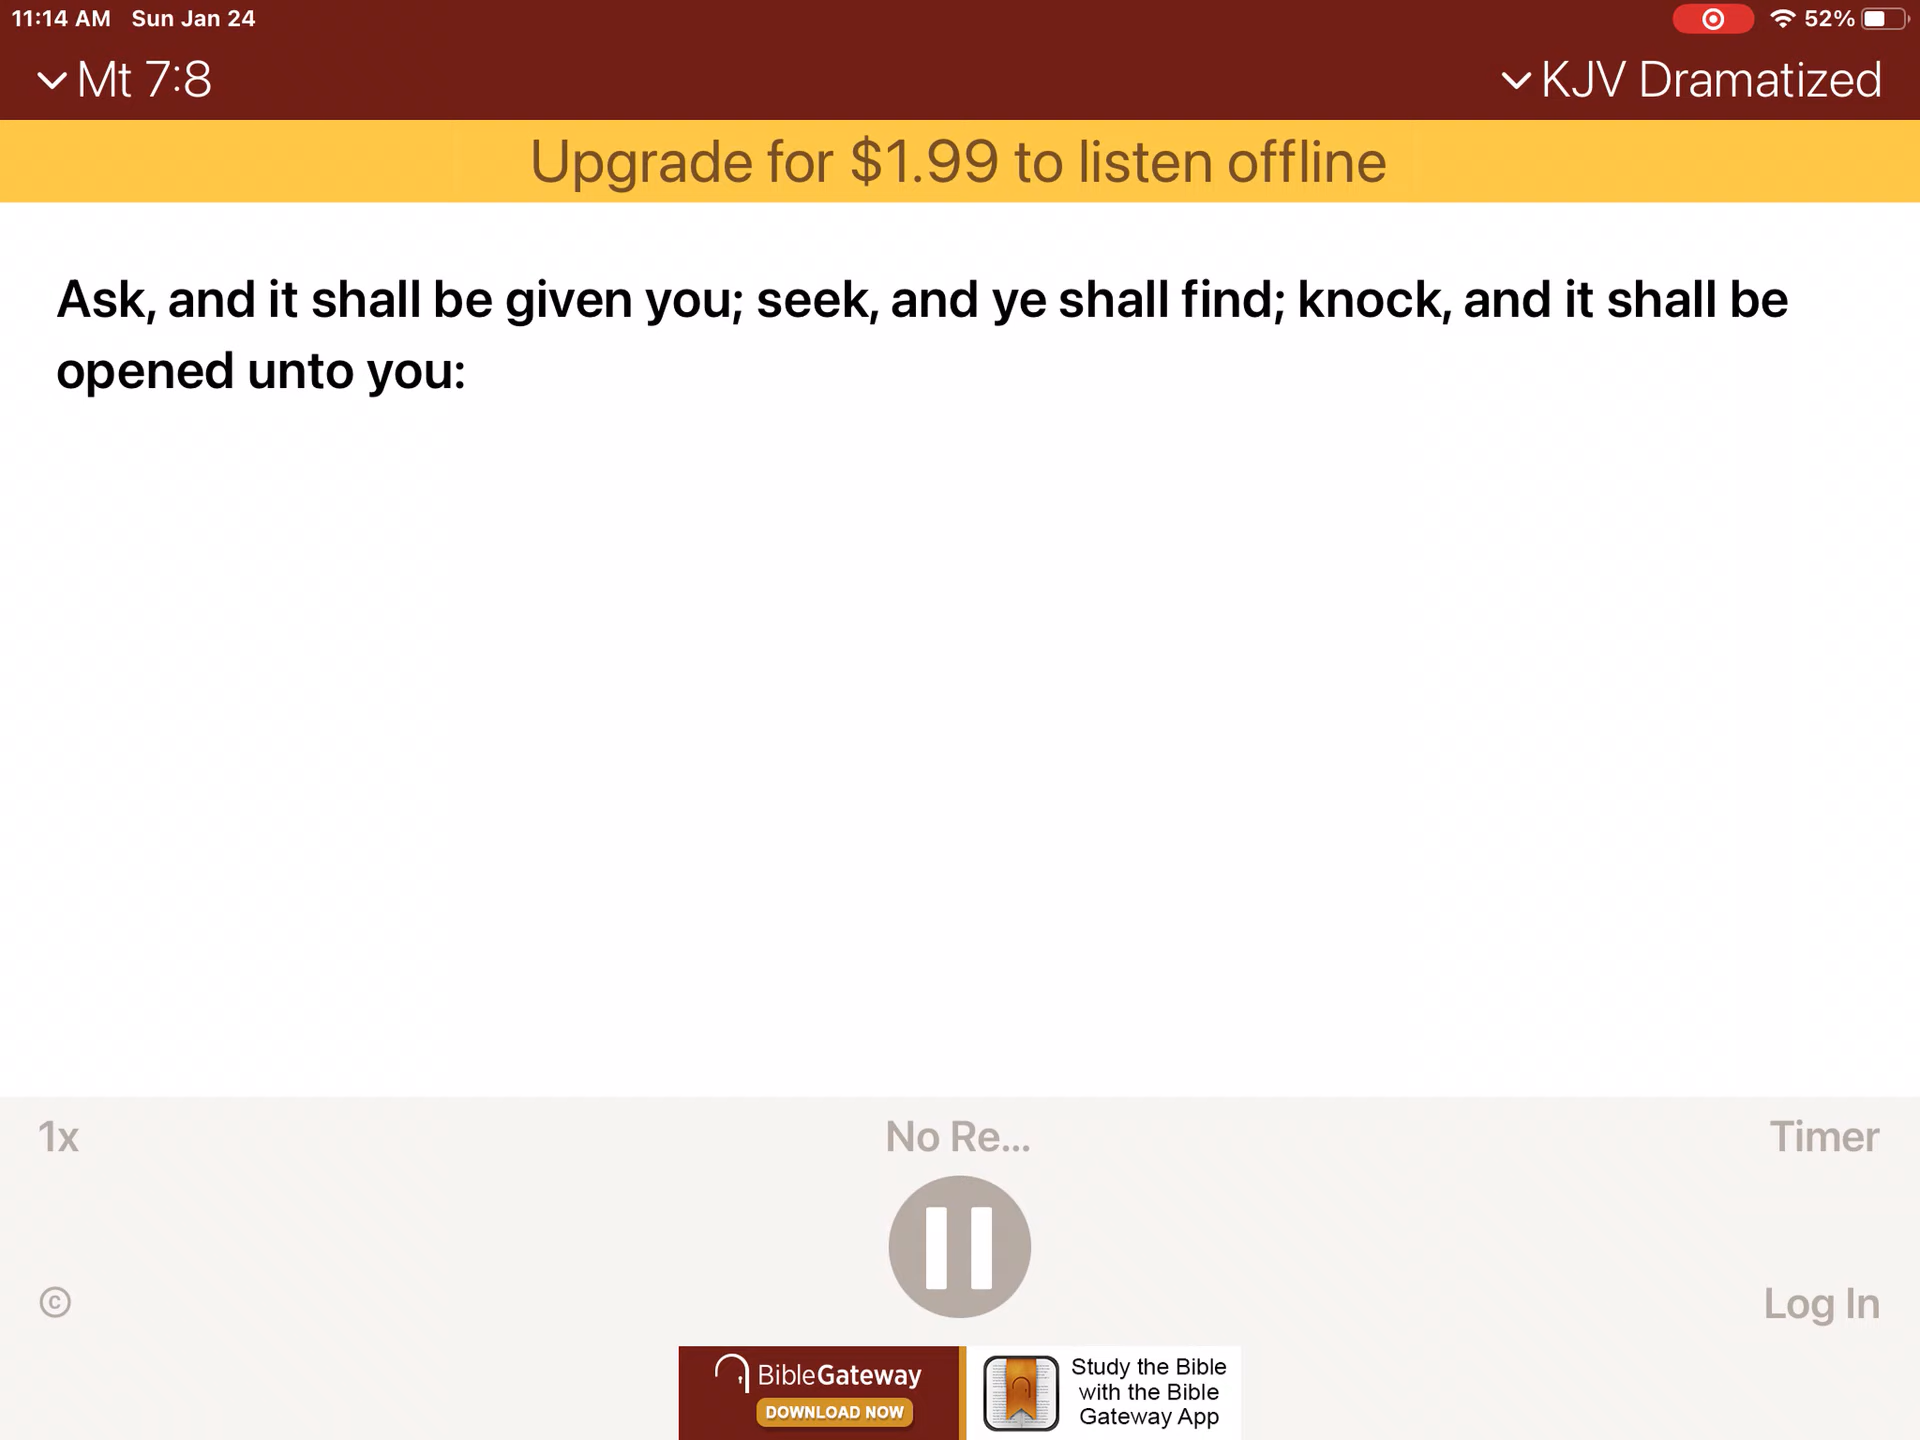 11:14 AM Sun Jan 24 52%
Mt 7:8 KJV Dramatized
Upgrade for $1.99 to listen offline
Ask, and it shall be given you; seek, and ye shall find; knock, and it shall be
opened unto you:
1x No Re... Timer
© Log In
BibleGateway
DOWNLOAD NOW
Study the Bible
with the Bible
Gateway App